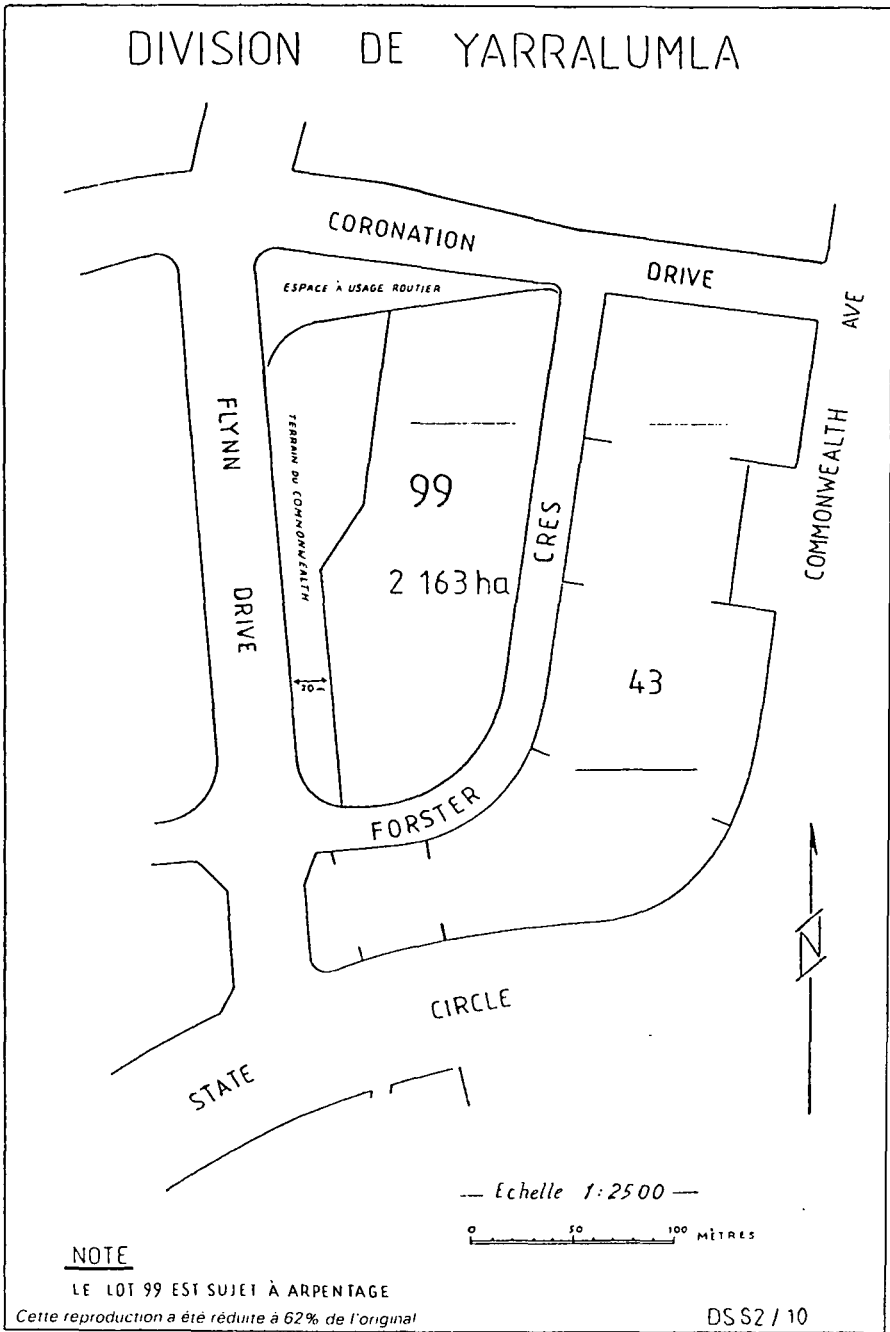 DIVISION DE YARRALUMLA
CORONATION
DRIVE
ESPACE À USAGE ROUTIER
AVE
COMMONWEALTH
FLYNN
DRIVE
TERRAIN DU COMMONWEALTH
99
2 163 ha
CRES
20 m
43
FORSTER
N
CIRCLE
STATE
Echelle 1:2500
0 50 100 MÈTRES
NOTE
LE LOT 99 EST SUJET À ARPENTAGE
Cette reproduction a été réduite à 62% de l'original
DS S2 / 10